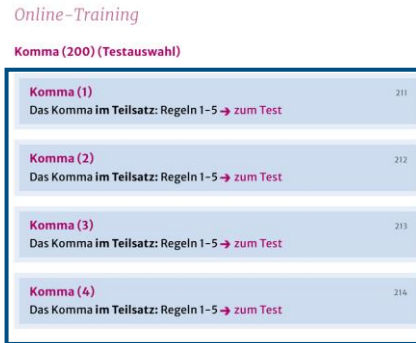 Online-Training
Komma (200) (Testauswahl)
Komma (1) 211
Das Komma im Teilsatz: Regeln 1-5 → zum Test
Komma (2) 212
Das Komma im Teilsatz: Regeln 1-5 → zum Test
Komma (3) 213
Das Komma im Teilsatz: Regeln 1-5 → zum Test
Komma (4) 214
Das Komma im Teilsatz: Regeln 1-5 → zum Test